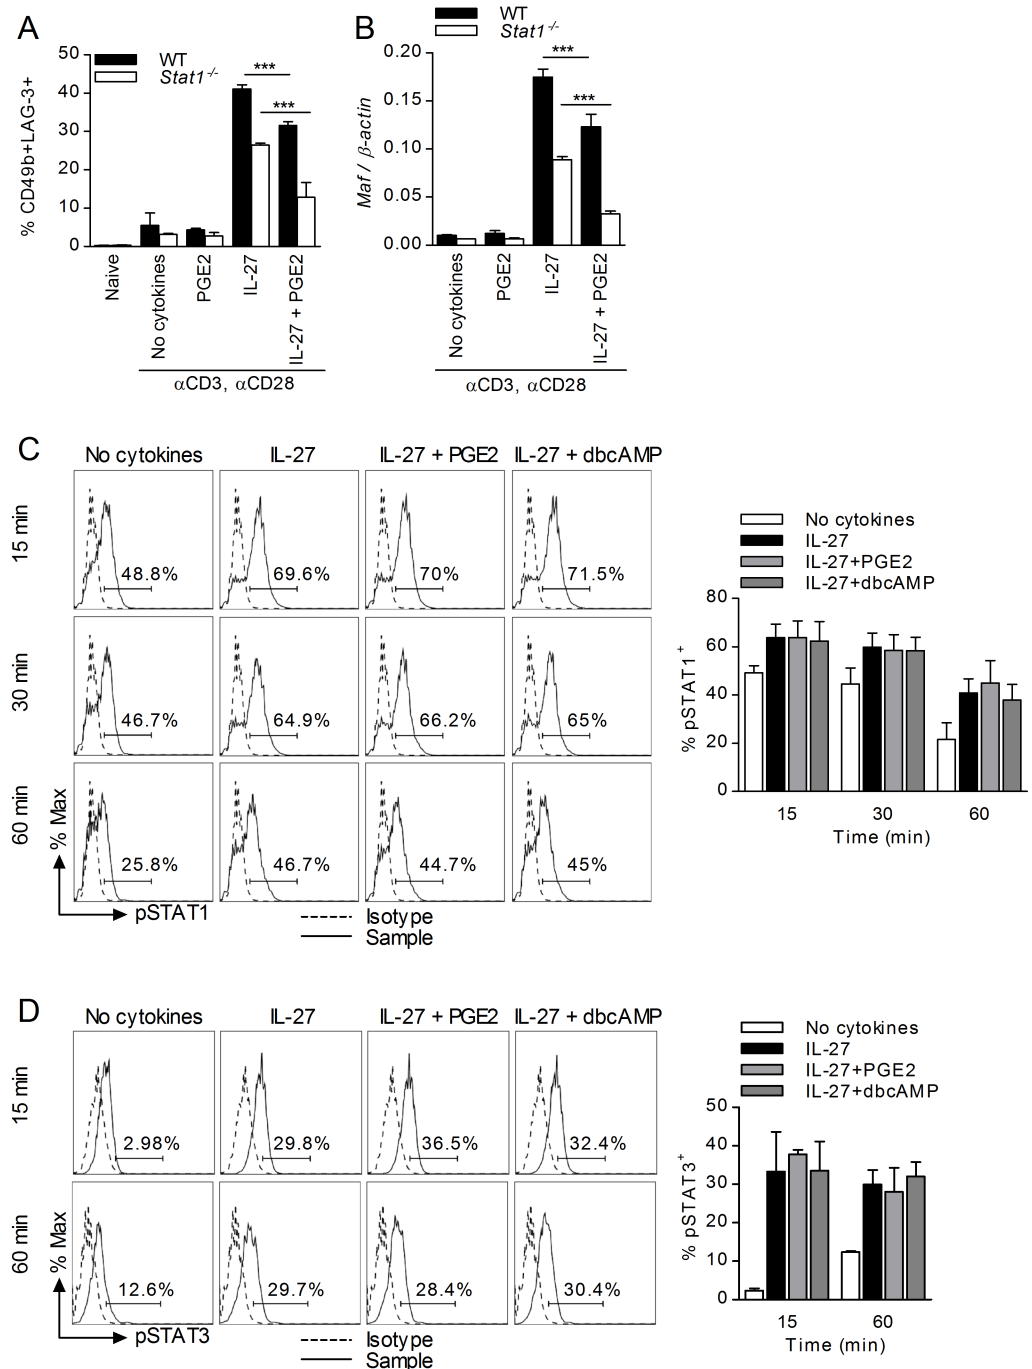 A
WT
Stat1-/-
% CD49b+LAG-3+
50
40
30
20
10
0
***
***
Naive
No cytokines
PGE2
IL-27
IL-27 + PGE2
αCD3, αCD28
B
WT
Stat1-/-
Maf / β-actin
0.20
0.15
0.10
0.05
0.00
***
***
No cytokines
PGE2
IL-27
IL-27 + PGE2
αCD3, αCD28
C
No cytokines IL-27 IL-27 + PGE2 IL-27 + dbcAMP
15 min
48.8% 69.6% 70% 71.5%
30 min
46.7% 64.9% 66.2% 65%
60 min
25.8% 46.7% 44.7% 45%
% Max
pSTAT1
Isotype
Sample
No cytokines
IL-27
IL-27+PGE2
IL-27+dbcAMP
% pSTAT1+
80
60
40
20
0
15 30 60
Time (min)
D
No cytokines IL-27 IL-27 + PGE2 IL-27 + dbcAMP
15 min
2.98% 29.8% 36.5% 32.4%
60 min
12.6% 29.7% 28.4% 30.4%
% Max
pSTAT3
Isotype
Sample
No cytokines
IL-27
IL-27+PGE2
IL-27+dbcAMP
% pSTAT3+
50
40
30
20
10
0
15 60
Time (min)